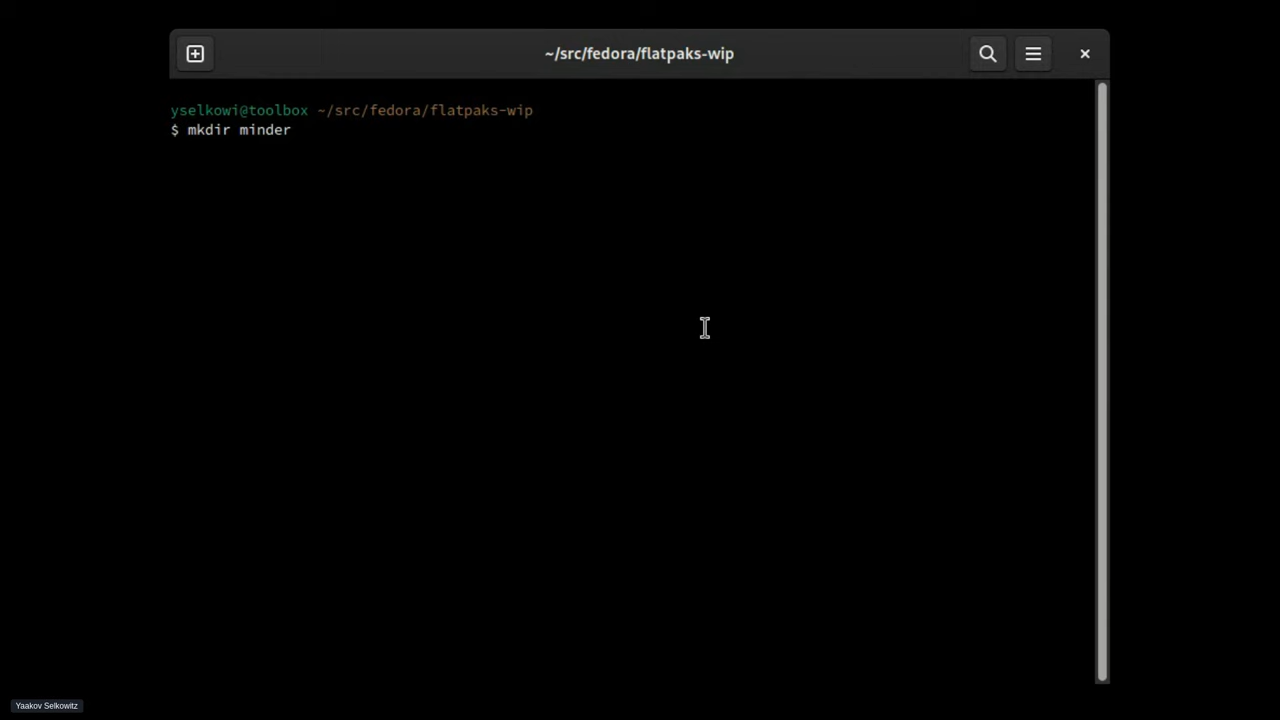 ~/src/fedora/flatpaks-wip
yselkowi@toolbox ~/src/fedora/flatpaks-wip
$ mkdir minder
Yaakov Selkowitz